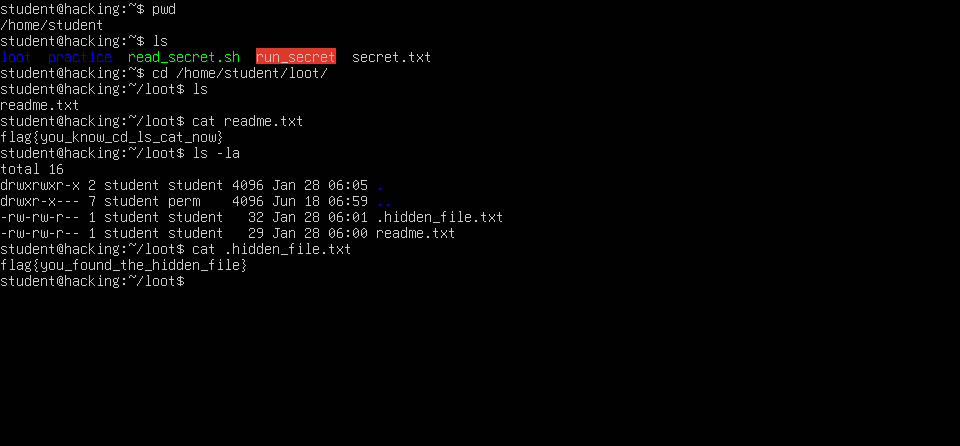 student@hacking:~$ pwd
/home/student
student@hacking:~$ ls
loot  practice  read_secret.sh  run_secret  secret.txt
student@hacking:~$ cd /home/student/loot/
student@hacking:~/loot$ ls
readme.txt
student@hacking:~/loot$ cat readme.txt
flag{you_know_cd_ls_cat_now}
student@hacking:~/loot$ ls -la
total 16
drwxrwxr-x 2 student student 4096 Jan 28 06:05 .
drwxr-x--- 7 student perm    4096 Jun 18 06:59 ..
-rw-rw-r-- 1 student student   32 Jan 28 06:01 .hidden_file.txt
-rw-rw-r-- 1 student student   29 Jan 28 06:00 readme.txt
student@hacking:~/loot$ cat .hidden_file.txt
flag{you_found_the_hidden_file}
student@hacking:~/loot$